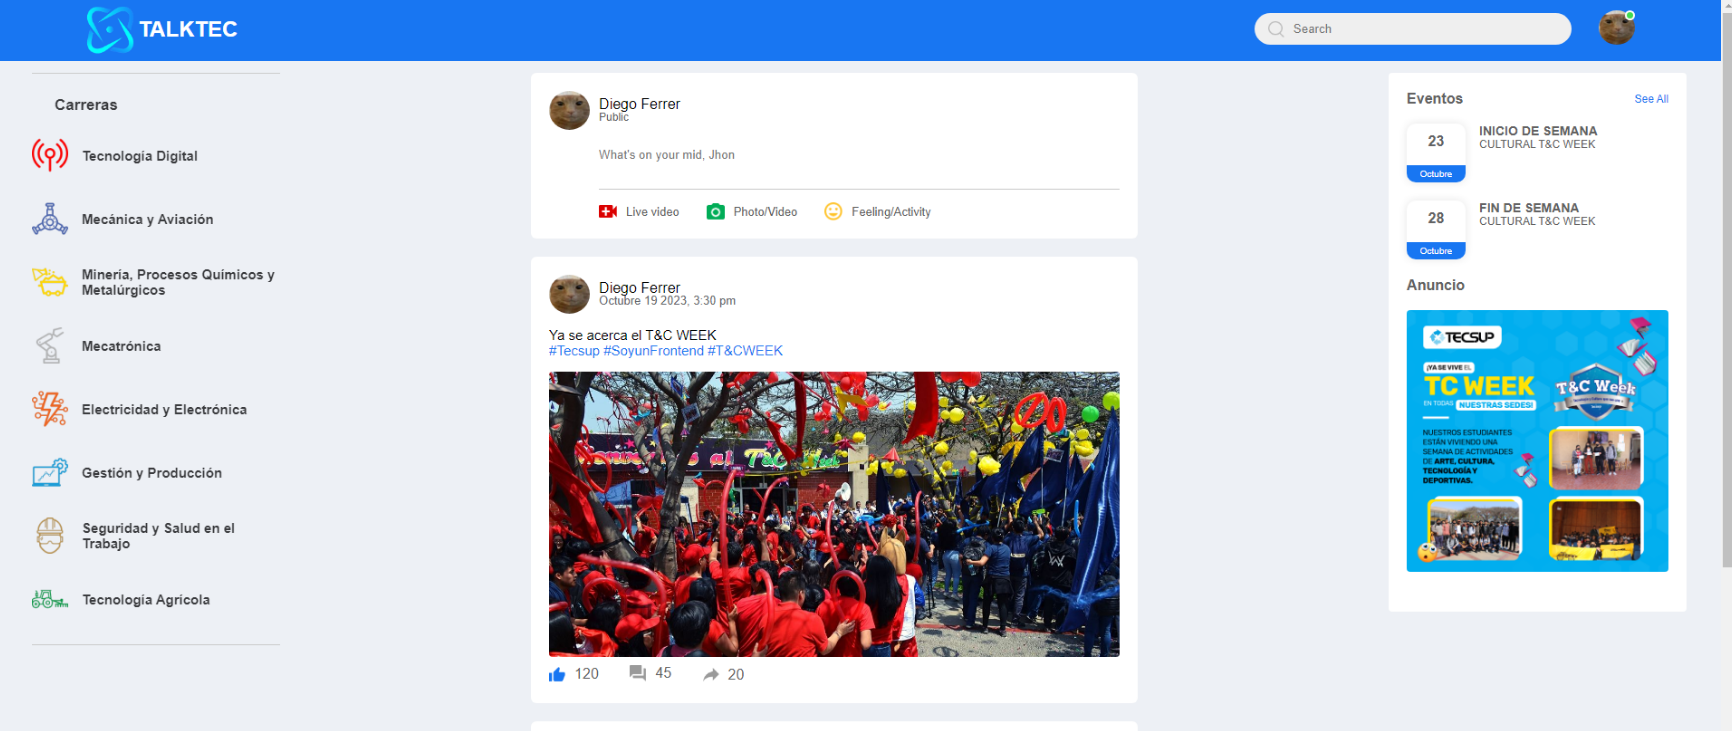 TALKTEC
Search
Carreras
Tecnología Digital
Mecánica y Aviación
Minería, Procesos Químicos y
Metalúrgicos
Mecatrónica
Electricidad y Electrónica
Gestión y Producción
Seguridad y Salud en el
Trabajo
Tecnología Agrícola
Diego Ferrer
Public
What's on your mid, Jhon
Live video
Photo/Video
Feeling/Activity
Diego Ferrer
Octubre 19 2023, 3:30 pm
Ya se acerca el T&C WEEK
#Tecsup #SoyunFrontend #T&CWEEK
T&C Week
120
45
20
Eventos
See All
23
Octubre
INICIO DE SEMANA
CULTURAL T&C WEEK
28
Octubre
FIN DE SEMANA
CULTURAL T&C WEEK
Anuncio
TECSUP
¡YA SE VIVE EL
TC WEEK
EN TODAS NUESTRAS SEDES!
T&C Week
NUESTROS ESTUDIANTES
ESTÁN VIVIENDO UNA
SEMANA DE ACTIVIDADES
DE ARTE, CULTURA,
TECNOLOGÍA Y
DEPORTIVAS.